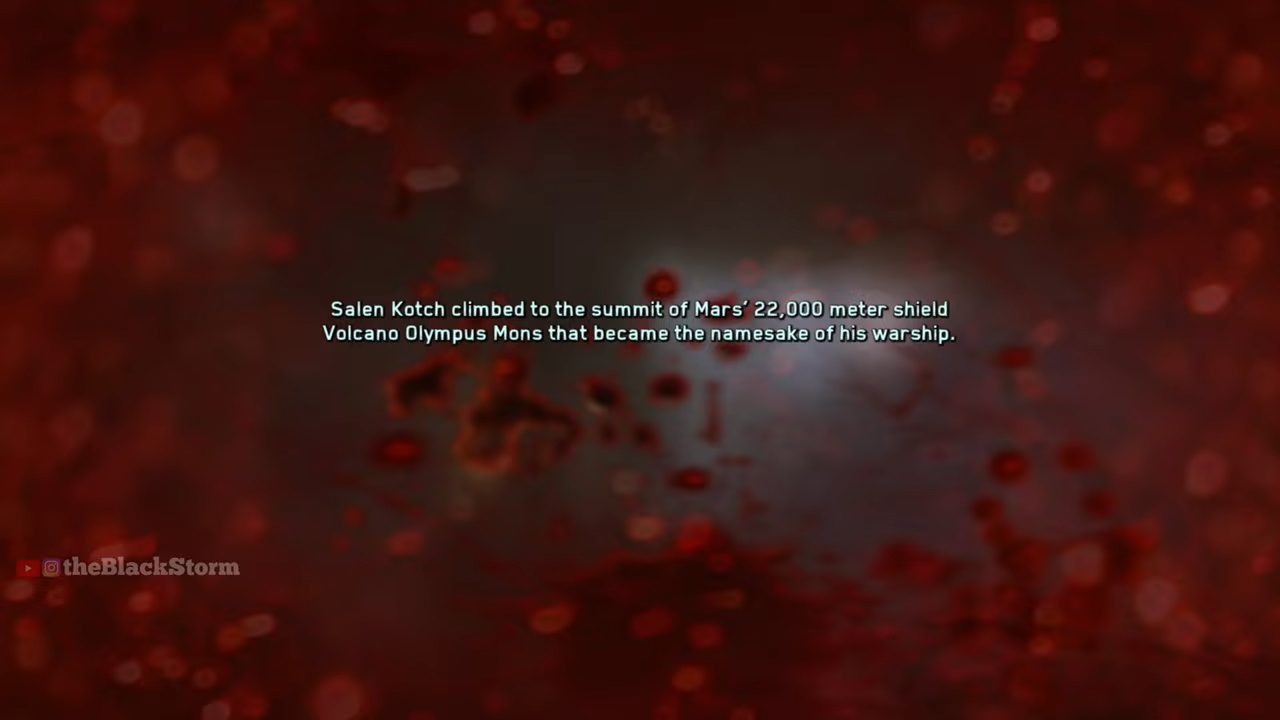 Salen Kotch climbed to the summit of Mars' 22,000 meter shield
Volcano Olympus Mons that became the namesake of his warship.
theBlackStorm